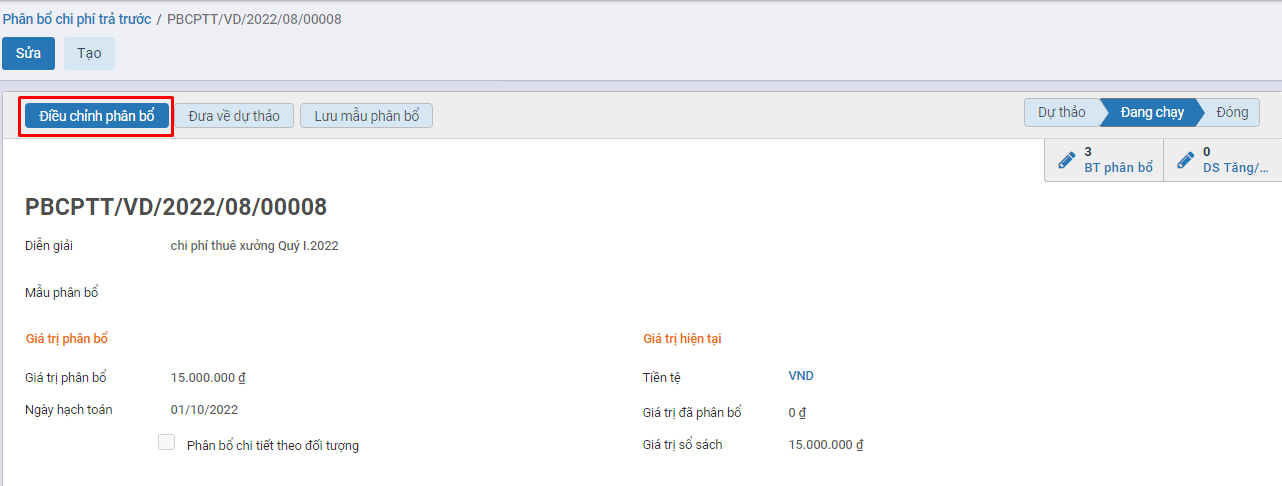 Phân bổ chi phí trả trước / PBCPTT/VD/2022/08/00008
Sửa Tạo
Điều chỉnh phân bổ Đưa về dự thảo Lưu mẫu phân bổ Dự thảo Đang chạy Đóng
3 BT phân bổ
0 DS Tăng/...
PBCPTT/VD/2022/08/00008
Diễn giải chi phí thuê xưởng Quý I.2022
Mẫu phân bổ
Giá trị phân bổ Giá trị hiện tại
Giá trị phân bổ 15.000.000 ₫ Tiền tệ VND
Ngày hạch toán 01/10/2022 Giá trị đã phân bổ 0 ₫
Phân bổ chi tiết theo đối tượng Giá trị sổ sách 15.000.000 ₫